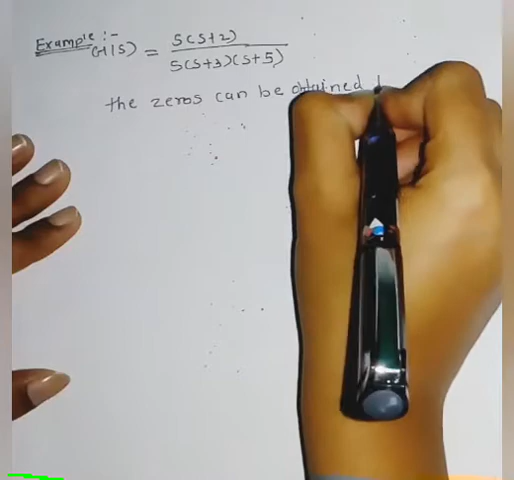 Example :- G(s) = S(S+2)
S(S+3)(S+5)
the zeros can be obtained